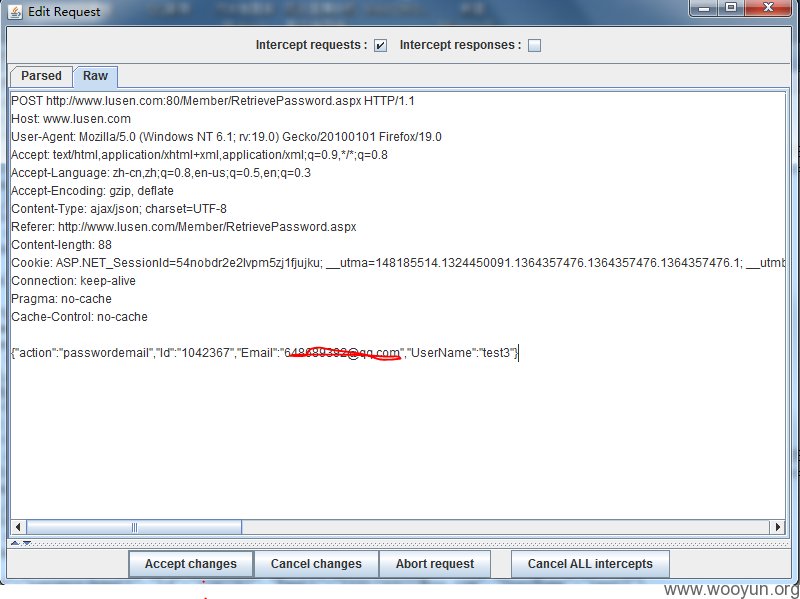 Edit Request
Intercept requests : Intercept responses :
Parsed Raw
POST http://www.lusen.com:80/Member/RetrievePassword.aspx HTTP/1.1
Host: www.lusen.com
User-Agent: Mozilla/5.0 (Windows NT 6.1; rv:19.0) Gecko/20100101 Firefox/19.0
Accept: text/html,application/xhtml+xml,application/xml;q=0.9,*/*;q=0.8
Accept-Language: zh-cn,zh;q=0.8,en-us;q=0.5,en;q=0.3
Accept-Encoding: gzip, deflate
Content-Type: ajax/json; charset=UTF-8
Referer: http://www.lusen.com/Member/RetrievePassword.aspx
Content-length: 88
Cookie: ASP.NET_SessionId=54nobdr2e2lvpm5zj1fjujku; __utma=148185514.1324450091.1364357476.1364357476.1364357476.1; __utmb
Connection: keep-alive
Pragma: no-cache
Cache-Control: no-cache
{"action":"passwordemail","Id":"1042367","Email":"","UserName":"test3"}
Accept changes Cancel changes Abort request Cancel ALL intercepts
www.wooyun.org